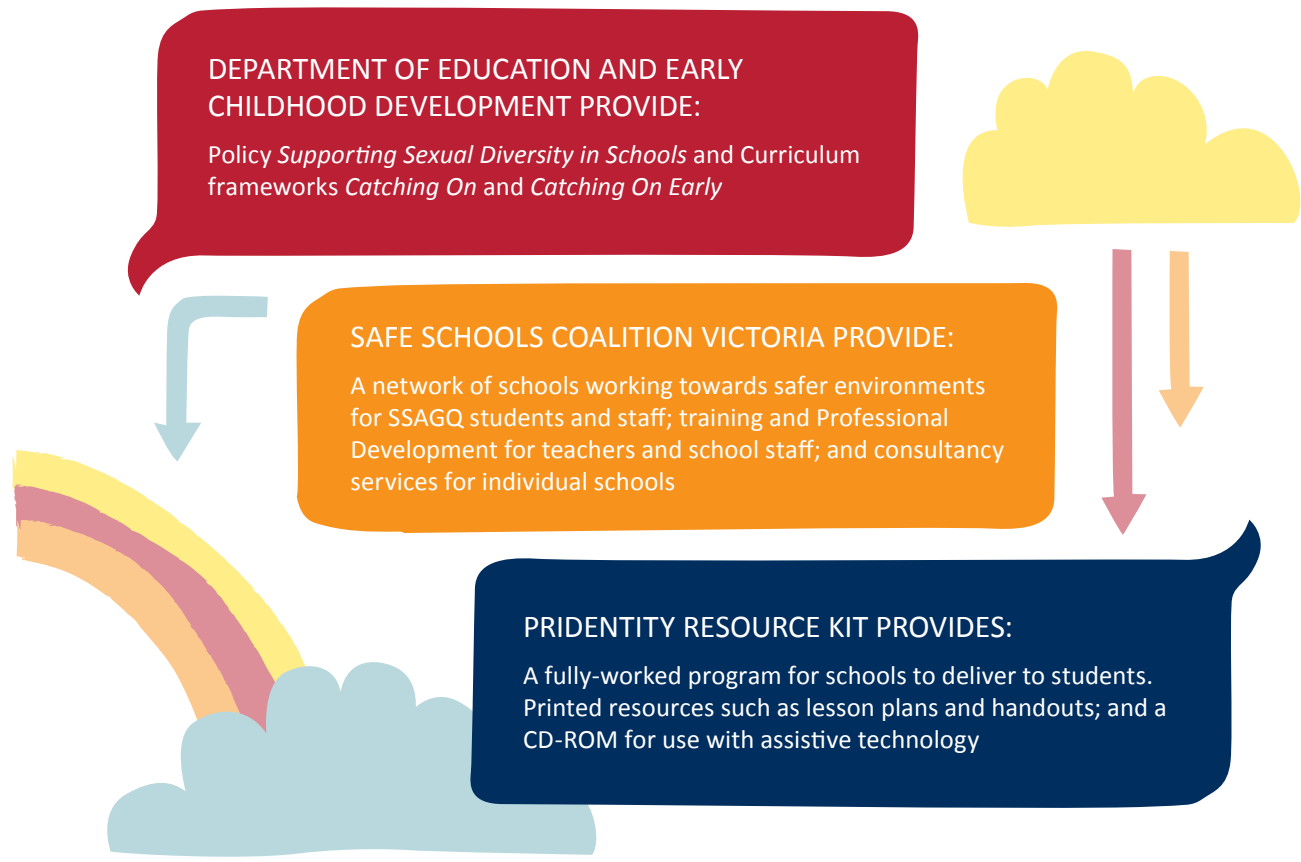 DEPARTMENT OF EDUCATION AND EARLY
CHILDHOOD DEVELOPMENT PROVIDE:
Policy Supporting Sexual Diversity in Schools and Curriculum
frameworks Catching On and Catching On Early
SAFE SCHOOLS COALITION VICTORIA PROVIDE:
A network of schools working towards safer environments
for SSAGQ students and staff; training and Professional
Development for teachers and school staff; and consultancy
services for individual schools
PRIDENTITY RESOURCE KIT PROVIDES:
A fully-worked program for schools to deliver to students.
Printed resources such as lesson plans and handouts; and a
CD-ROM for use with assistive technology